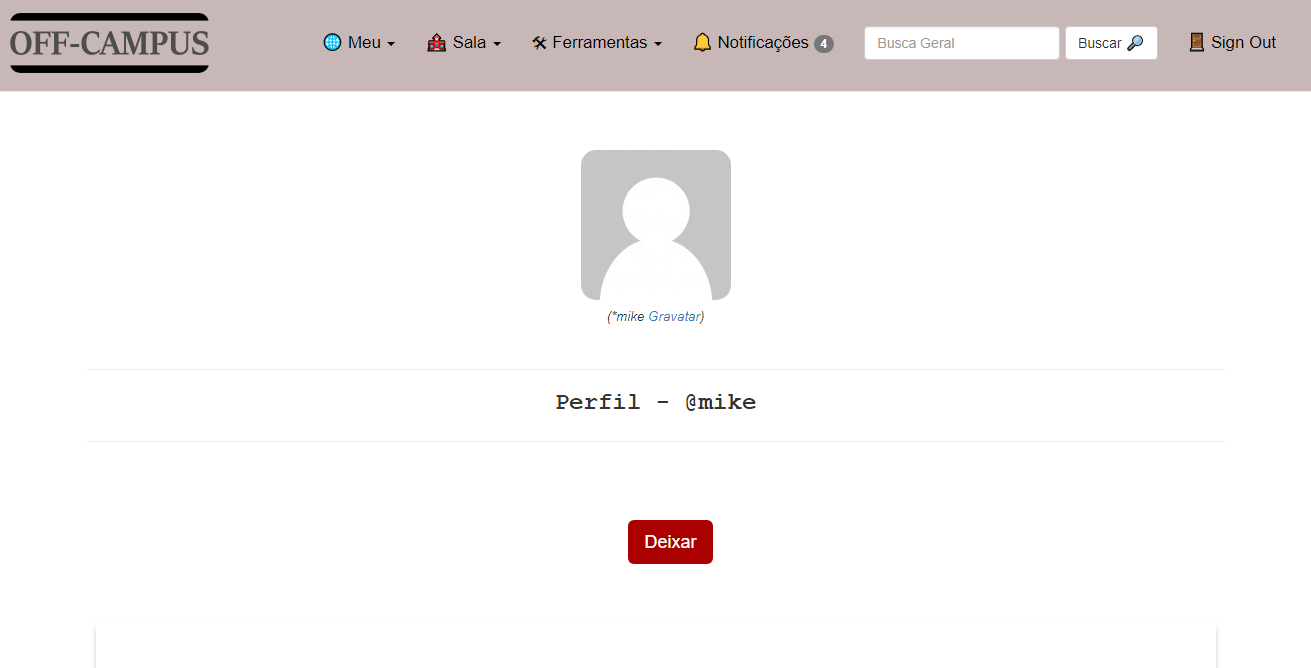 OFF-CAMPUS
Meu Sala Ferramentas Notificações 4 Busca Geral Buscar Sign Out
(*mike Gravatar)
Perfil - @mike
Deixar